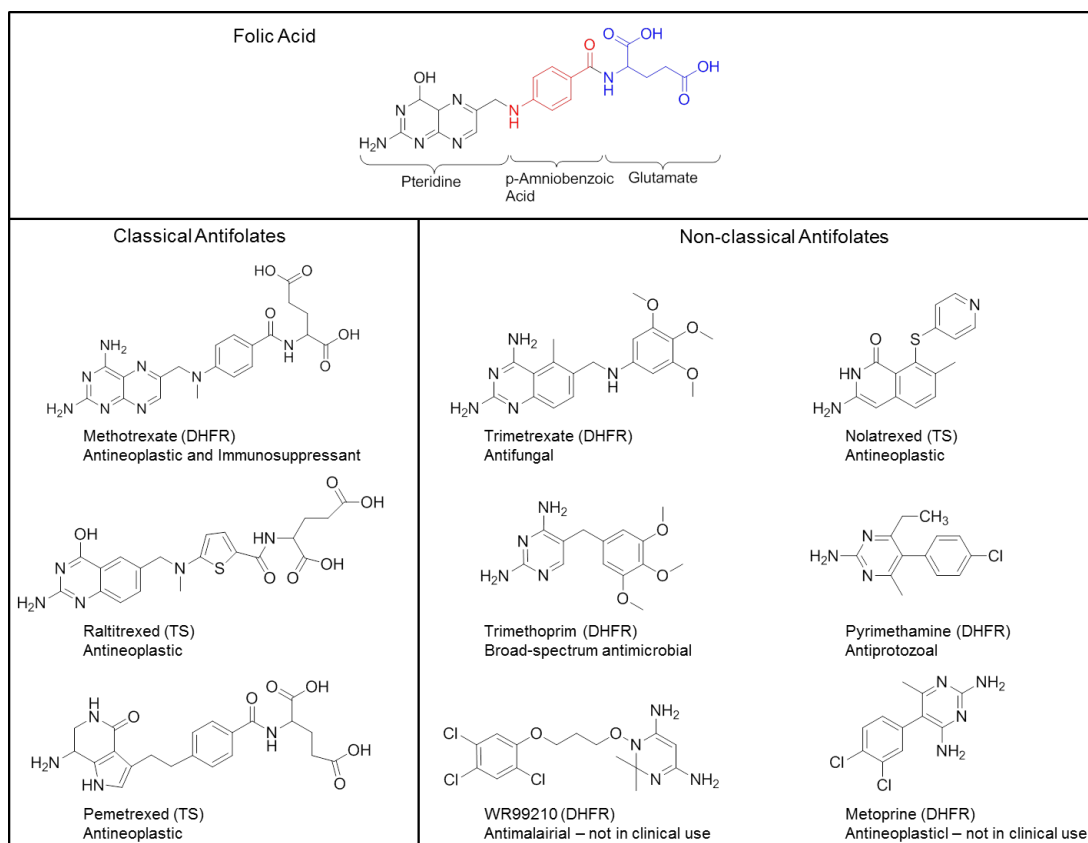 Folic Acid
OH
O
O
OH
OH
N
N
N
H
O
H₂N
N
N
N
H
Pteridine
p-Amniobenzoic
Acid
Glutamate
Classical Antifolates
HO
O
O
NH₂
OH
N
N
N
H
O
N
H₂N
N
N
Methotrexate (DHFR)
Antineoplastic and Immunosuppressant
O
OH
OH
H
N
OH
N
N
S
O
O
H₂N
N
Raltitrexed (TS)
Antineoplastic
H
N
O
O
O
OH
N
H
H₂N
OH
HN
O
Pemetrexed (TS)
Antineoplastic
Non-classical Antifolates
O
NH₂
O
N
N
H
O
H₂N
N
Trimetrexate (DHFR)
Antifungal
N
O
S
HN
H₂N
Nolatrexed (TS)
Antineoplastic
NH₂
O
N
O
H₂N
N
O
Trimethoprim (DHFR)
Broad-spectrum antimicrobial
CH₃
N
H₂N
N
Cl
Pyrimethamine (DHFR)
Antiprotozoal
NH₂
Cl
O
O
N
Cl
Cl
N
NH₂
WR99210 (DHFR)
Antimalairial – not in clinical use
N
NH₂
N
Cl
NH₂
Cl
Metoprine (DHFR)
Antineoplasticl – not in clinical use